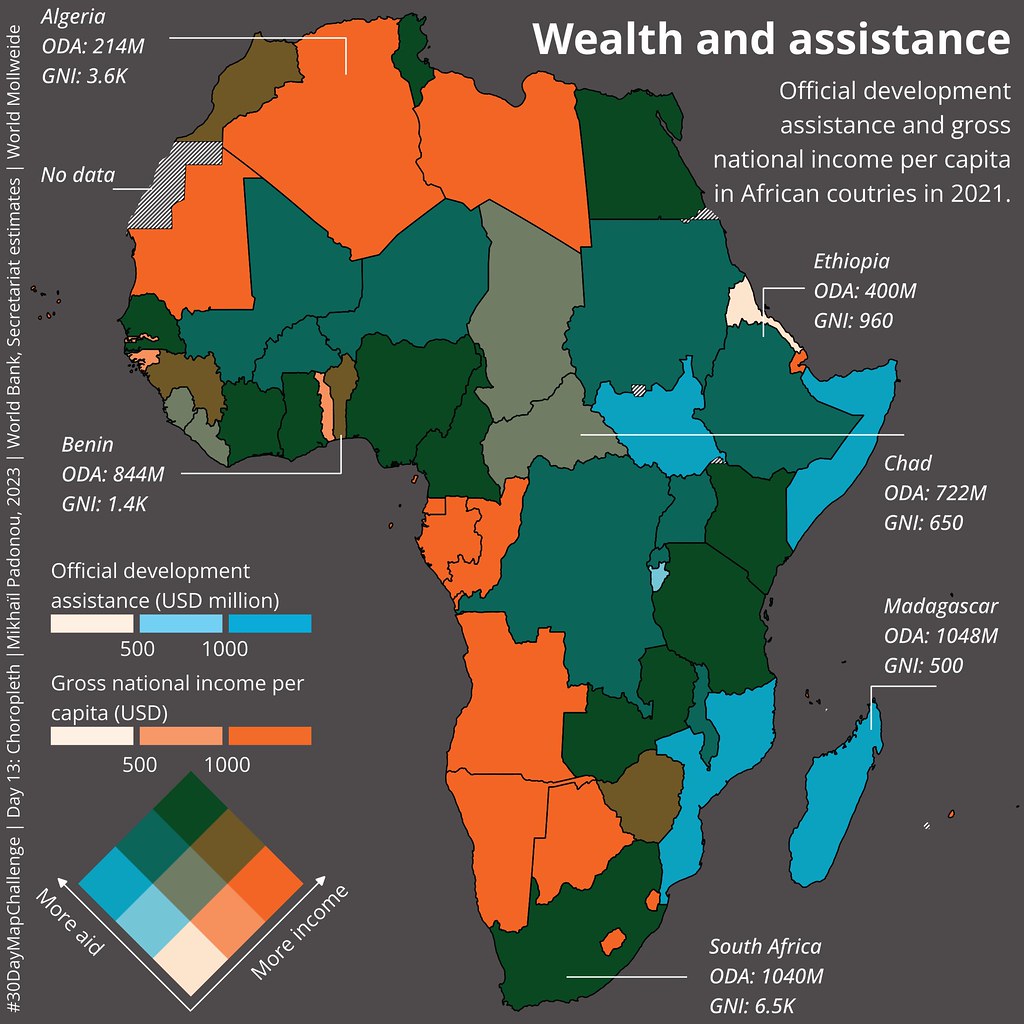 Wealth and assistance
Official development
assistance and gross
national income per capita
in African coutries in 2021.
Algeria
ODA: 214M
GNI: 3.6K
No data
Ethiopia
ODA: 400M
GNI: 960
Benin
ODA: 844M
GNI: 1.4K
Chad
ODA: 722M
GNI: 650
Madagascar
ODA: 1048M
GNI: 500
South Africa
ODA: 1040M
GNI: 6.5K
Official development
assistance (USD million)
500 1000
Gross national income per
capita (USD)
500 1000
More aid
More income
#30DayMapChallenge | Day 13: Choropleth |Mikhaïl Padonou, 2023 | World Bank, Secretariat estimates | World Mollweide